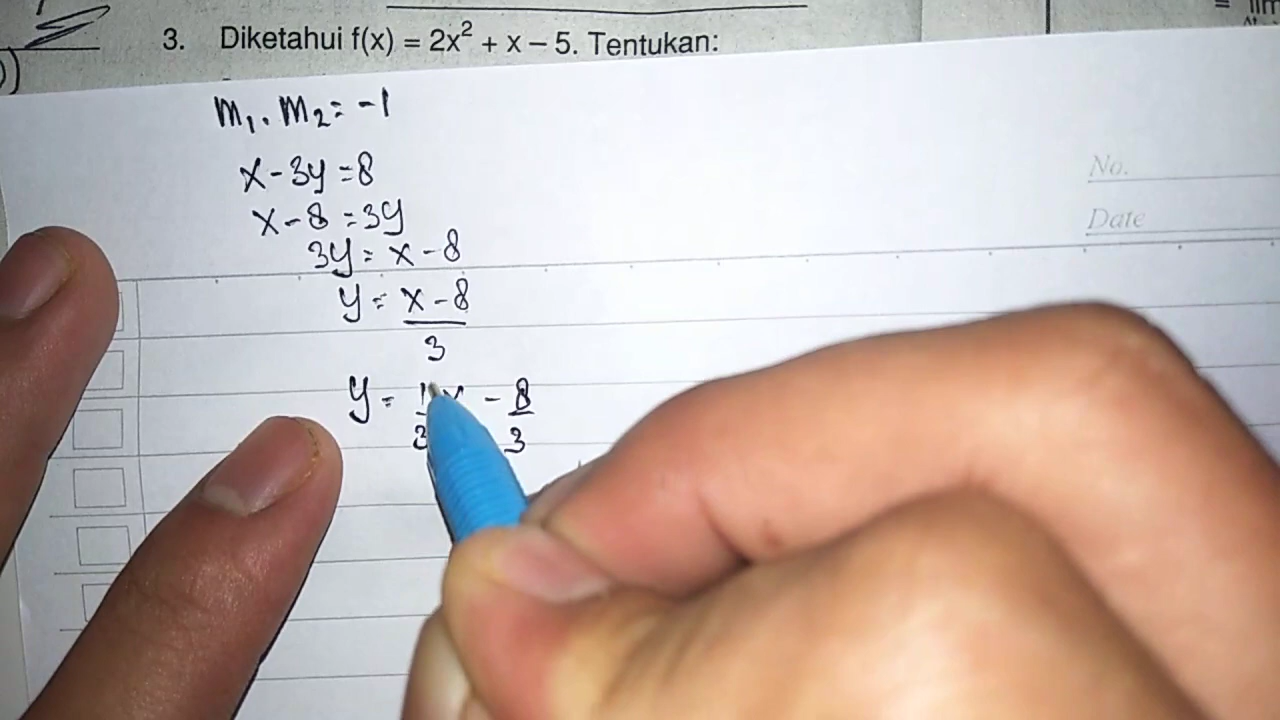 3. Diketahui f(x) = 2x² + x – 5. Tentukan:
m₁ . m₂ = -1
x - 3y = 8
x - 8 = 3y
3y = x - 8
y = x - 8
3
No.
Date
y = 1x - 8
3 3